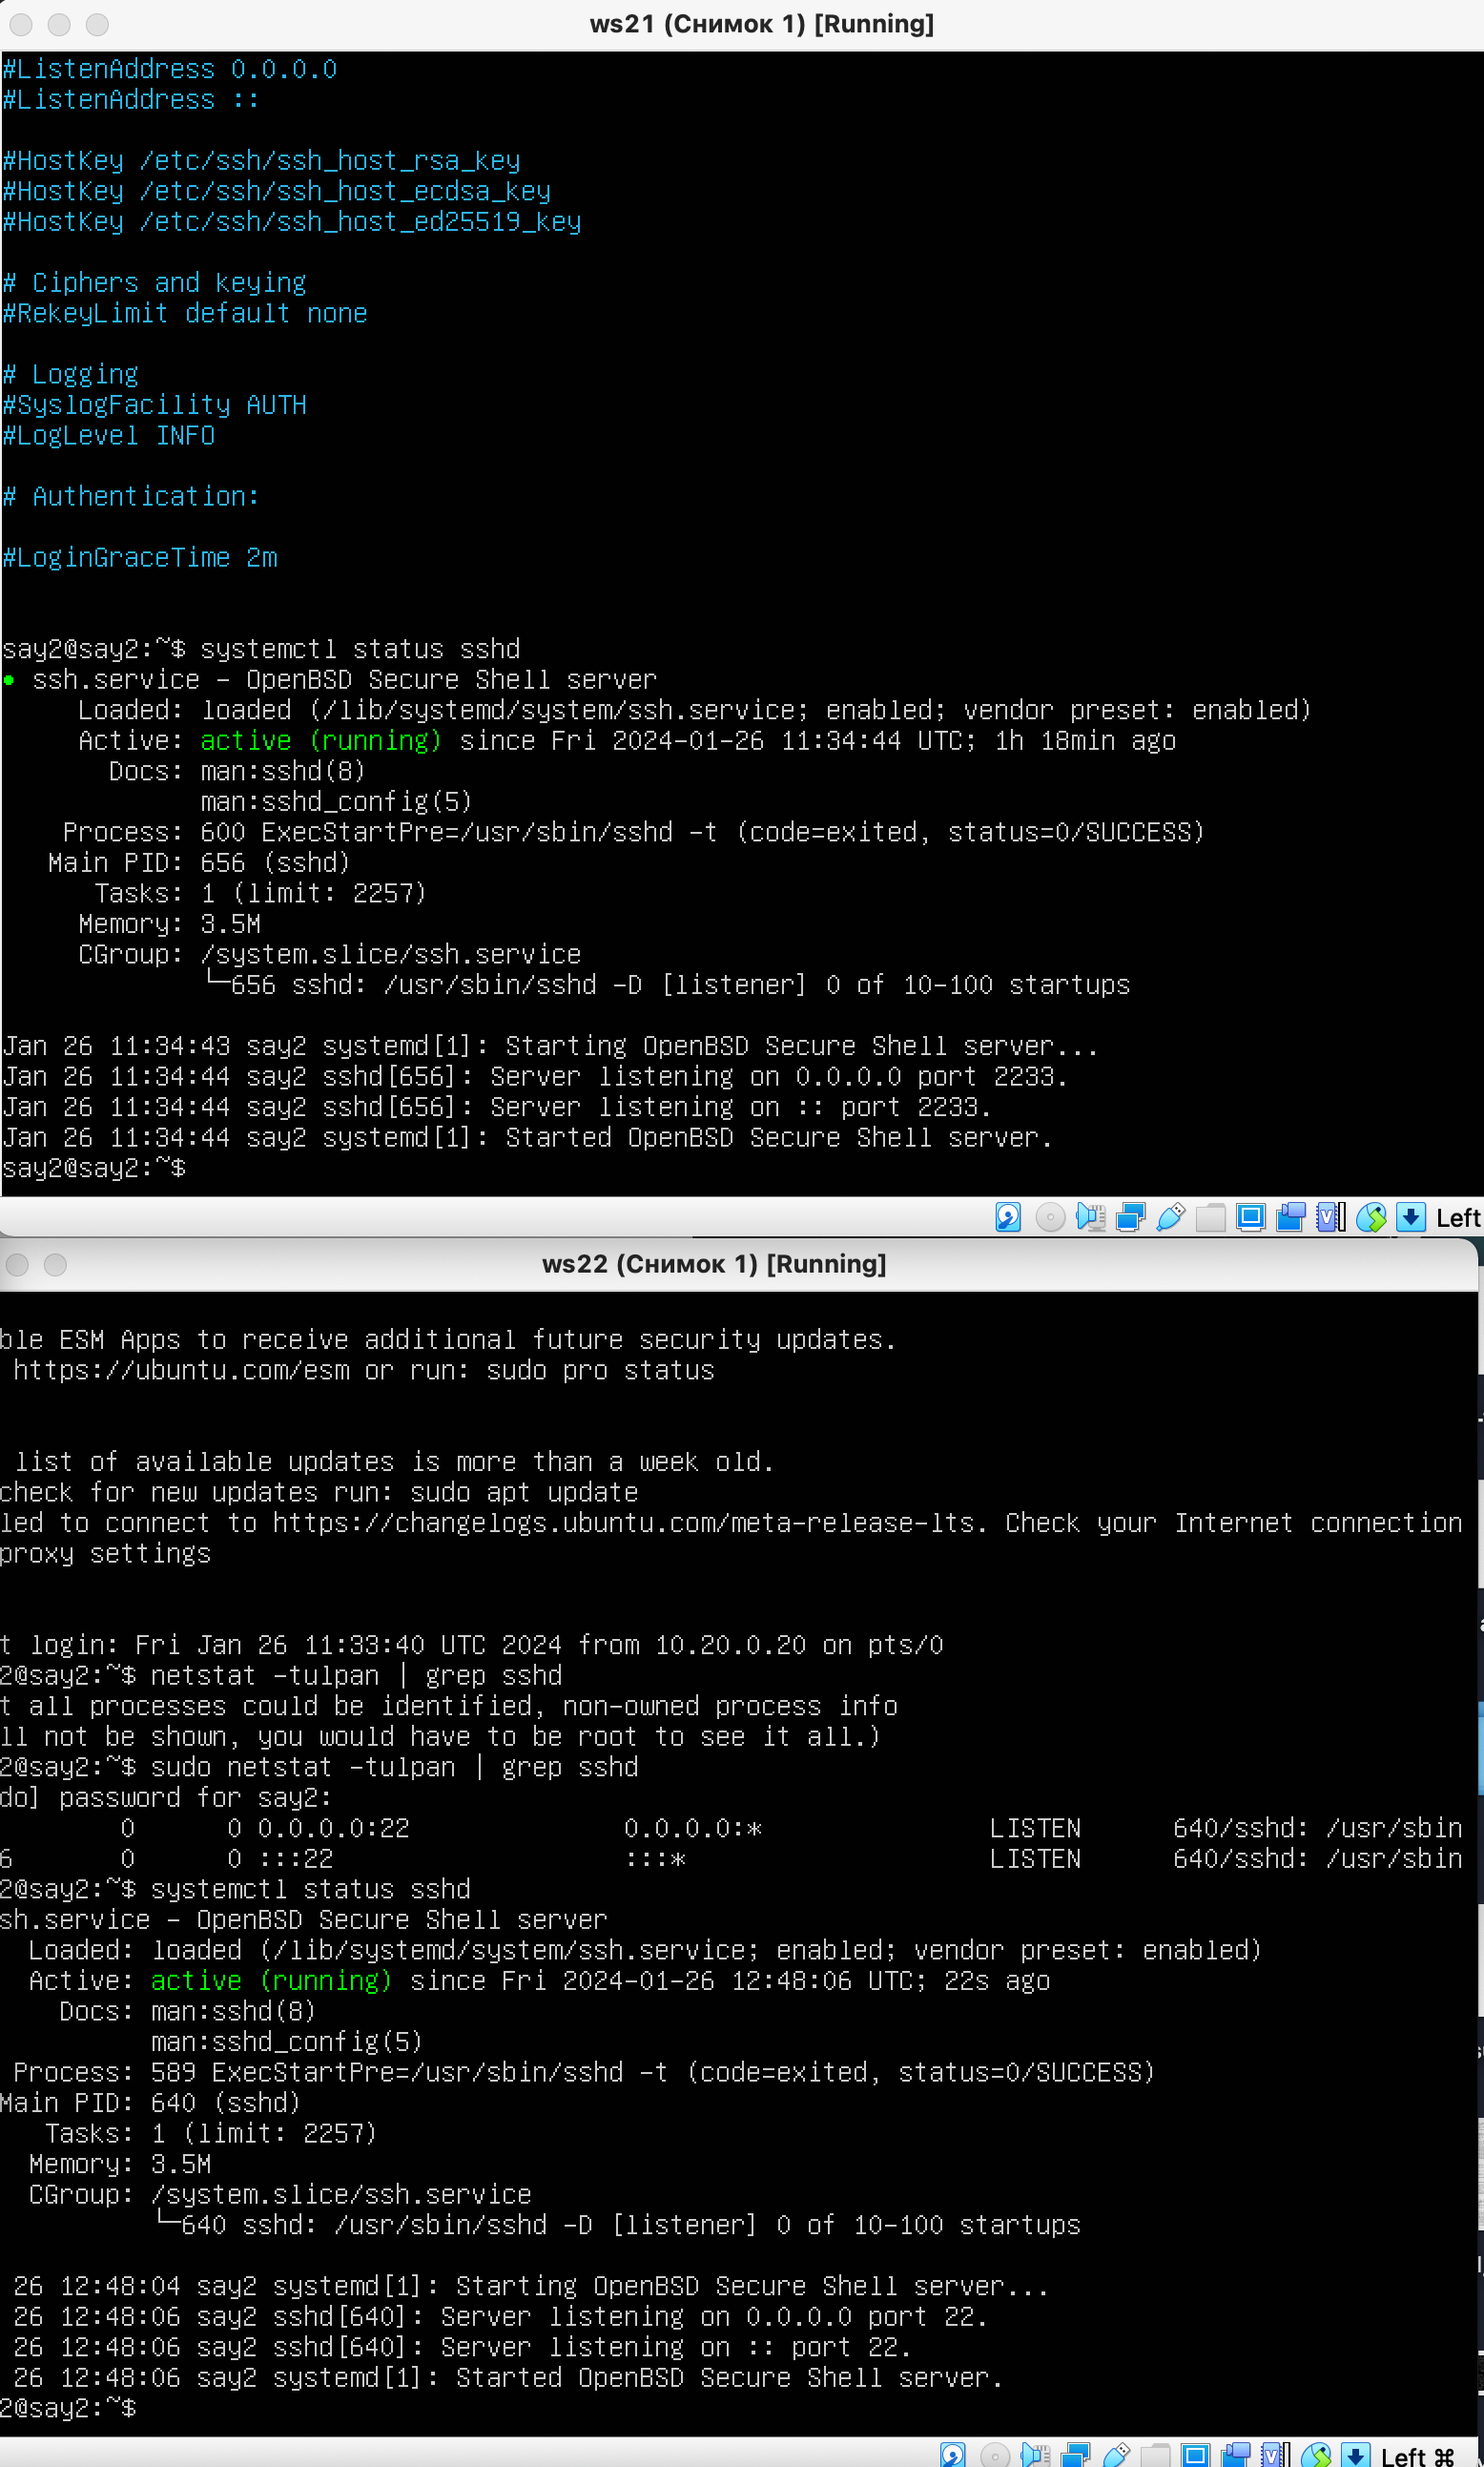 ws21 (Снимок 1) [Running]
#ListenAddress 0.0.0.0
#ListenAddress ::
#HostKey /etc/ssh/ssh_host_rsa_key
#HostKey /etc/ssh/ssh_host_ecdsa_key
#HostKey /etc/ssh/ssh_host_ed25519_key
# Ciphers and keying
#RekeyLimit default none
# Logging
#SyslogFacility AUTH
#LogLevel INFO
# Authentication:
#LoginGraceTime 2m
say2@say2:~$ systemctl status sshd
● ssh.service - OpenBSD Secure Shell server
Loaded: loaded (/lib/systemd/system/ssh.service; enabled; vendor preset: enabled)
Active: active (running) since Fri 2024-01-26 11:34:44 UTC; 1h 18min ago
Docs: man:sshd(8)
man:sshd_config(5)
Process: 600 ExecStartPre=/usr/sbin/sshd -t (code=exited, status=0/SUCCESS)
Main PID: 656 (sshd)
Tasks: 1 (limit: 2257)
Memory: 3.5M
CGroup: /system.slice/ssh.service
└─656 sshd: /usr/sbin/sshd -D [listener] 0 of 10-100 startups
Jan 26 11:34:43 say2 systemd[1]: Starting OpenBSD Secure Shell server...
Jan 26 11:34:44 say2 sshd[656]: Server listening on 0.0.0.0 port 2233.
Jan 26 11:34:44 say2 sshd[656]: Server listening on :: port 2233.
Jan 26 11:34:44 say2 systemd[1]: Started OpenBSD Secure Shell server.
say2@say2:~$
Left
ws22 (Снимок 1) [Running]
ble ESM Apps to receive additional future security updates.
https://ubuntu.com/esm or run: sudo pro status
list of available updates is more than a week old.
check for new updates run: sudo apt update
led to connect to https://changelogs.ubuntu.com/meta-release-lts. Check your Internet connection
proxy settings
t login: Fri Jan 26 11:33:40 UTC 2024 from 10.20.0.20 on pts/0
2@say2:~$ netstat -tulpan | grep sshd
t all processes could be identified, non-owned process info
ll not be shown, you would have to be root to see it all.)
2@say2:~$ sudo netstat -tulpan | grep sshd
do] password for say2:
0 0 0.0.0.0:22 0.0.0.0:* LISTEN 640/sshd: /usr/sbin
6 0 0 :::22 :::* LISTEN 640/sshd: /usr/sbin
2@say2:~$ systemctl status sshd
sh.service - OpenBSD Secure Shell server
Loaded: loaded (/lib/systemd/system/ssh.service; enabled; vendor preset: enabled)
Active: active (running) since Fri 2024-01-26 12:48:06 UTC; 22s ago
Docs: man:sshd(8)
man:sshd_config(5)
Process: 589 ExecStartPre=/usr/sbin/sshd -t (code=exited, status=0/SUCCESS)
Main PID: 640 (sshd)
Tasks: 1 (limit: 2257)
Memory: 3.5M
CGroup: /system.slice/ssh.service
└─640 sshd: /usr/sbin/sshd -D [listener] 0 of 10-100 startups
26 12:48:04 say2 systemd[1]: Starting OpenBSD Secure Shell server...
26 12:48:06 say2 sshd[640]: Server listening on 0.0.0.0 port 22.
26 12:48:06 say2 sshd[640]: Server listening on :: port 22.
26 12:48:06 say2 systemd[1]: Started OpenBSD Secure Shell server.
2@say2:~$
Left ⌘